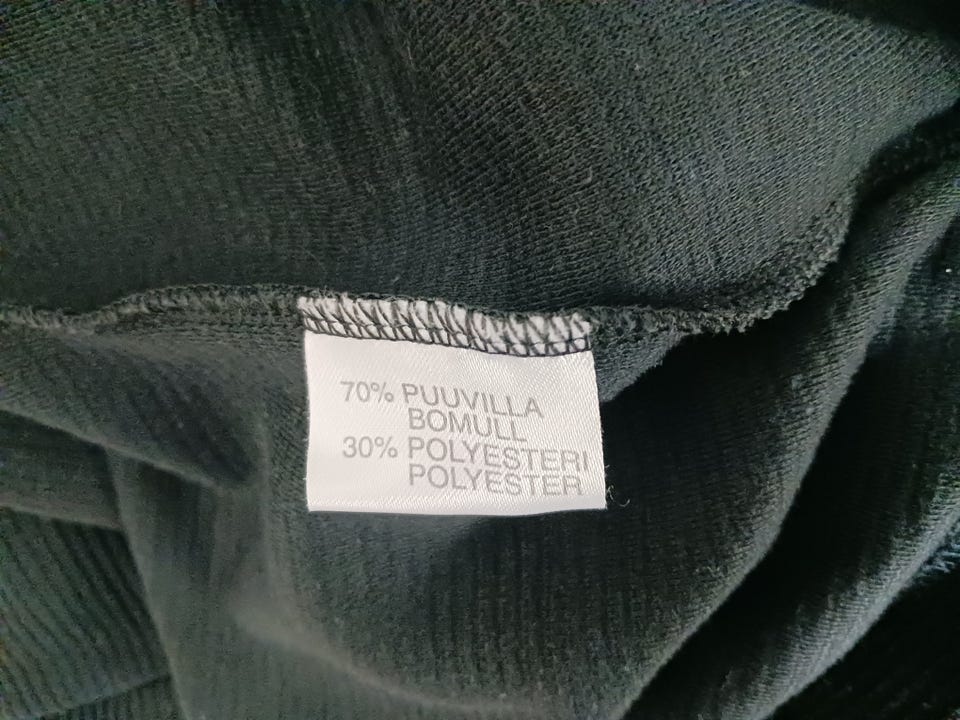 70% PUUVILLA
BOMULL
30% POLYESTERI
POLYESTER